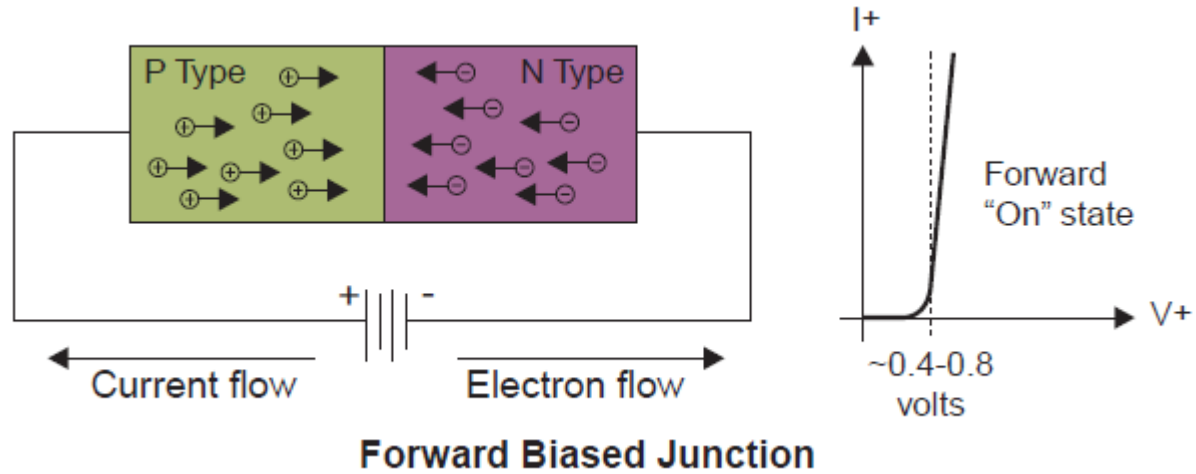 P Type
N Type
+ -
Current flow
Electron flow
I+
Forward
“On” state
V+
~0.4-0.8
volts
Forward Biased Junction